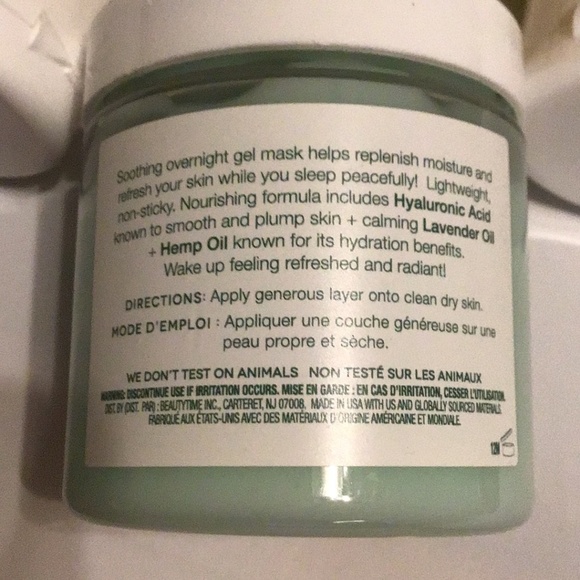 Soothing overnight gel mask helps replenish moisture and
refresh your skin while you sleep peacefully! Lightweight,
non-sticky. Nourishing formula includes Hyaluronic Acid
known to smooth and plump skin + calming Lavender Oil
+ Hemp Oil known for its hydration benefits.
Wake up feeling refreshed and radiant!
DIRECTIONS: Apply generous layer onto clean dry skin.
MODE D'EMPLOI : Appliquer une couche généreuse sur une
peau propre et sèche.
WE DON'T TEST ON ANIMALS NON TESTÉ SUR LES ANIMAUX
WARNING: DISCONTINUE USE IF IRRITATION OCCURS. MISE EN GARDE : EN CAS D'IRRITATION, CESSER L'UTILISATION.
DIST. BY (DIST. PAR) : BEAUTYTIME INC., CARTERET, NJ 07008. MADE IN USA WITH US AND GLOBALLY SOURCED MATERIALS.
FABRIQUÉ AUX ÉTATS-UNIS AVEC DES MATÉRIAUX D'ORIGINE AMÉRICAINE ET MONDIALE.
12M